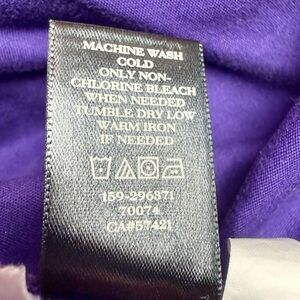 MACHINE WASH
COLD
ONLY NON-
CHLORINE BLEACH
WHEN NEEDED
TUMBLE DRY LOW
WARM IRON
IF NEEDED
159-296371
70074
CA#57421